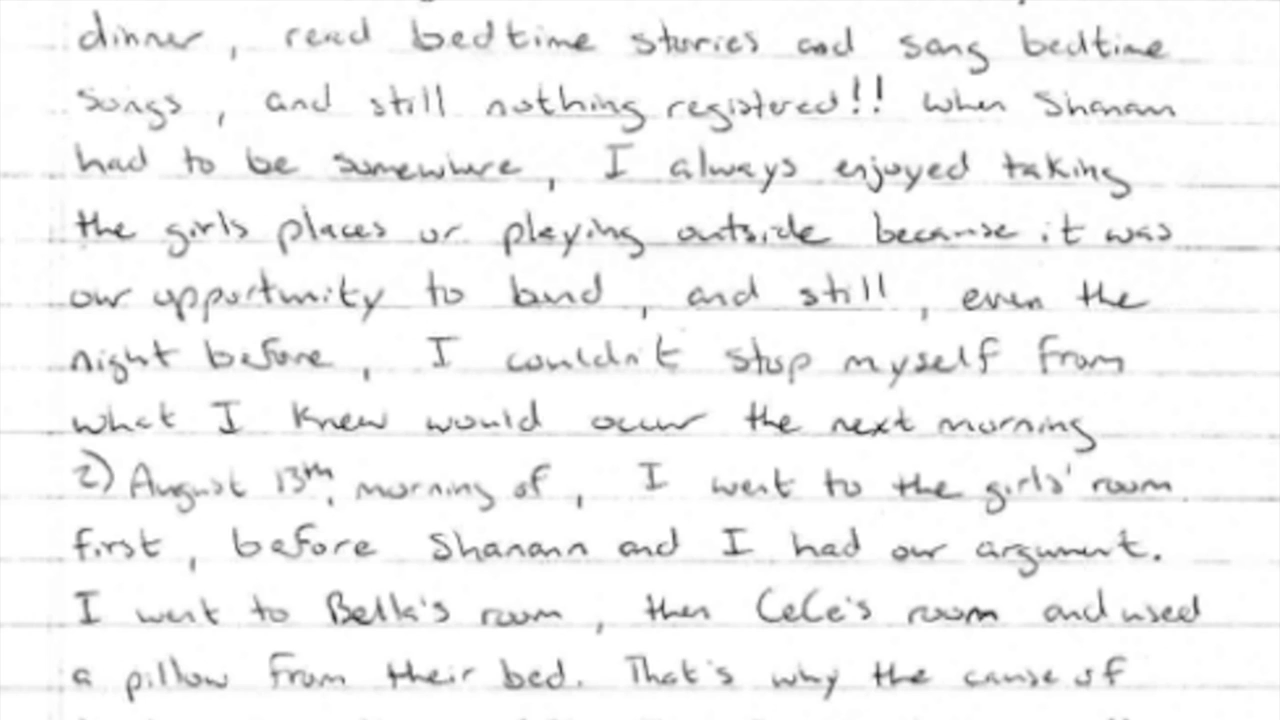 dinner, read bedtime stories and sang bedtime
songs, and still nothing registered!! When Shanann
had to be somewhere, I always enjoyed taking
the girls places or playing outside because it was
our opportunity to bond, and still, even the
night before, I couldn't stop myself from
what I knew would occur the next morning
2) August 13th, morning of, I went to the girls' room
first, before Shanann and I had our argument.
I went to Bella's room, then CeCe's room and used
a pillow from their bed. That's why the cause of